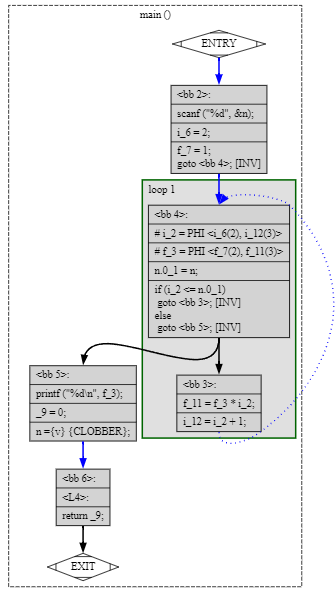 main ()
ENTRY
<bb 2>:
scanf ("%d", &n);
i_6 = 2;
f_7 = 1;
goto <bb 4>; [INV]
loop 1
<bb 4>:
# i_2 = PHI <i_6(2), i_12(3)>
# f_3 = PHI <f_7(2), f_11(3)>
n.0_1 = n;
if (i_2 <= n.0_1)
goto <bb 3>; [INV]
else
goto <bb 5>; [INV]
<bb 5>:
printf ("%d\n", f_3);
_9 = 0;
n ={v} {CLOBBER};
<bb 3>:
f_11 = f_3 * i_2;
i_12 = i_2 + 1;
<bb 6>:
<L4>:
return _9;
EXIT